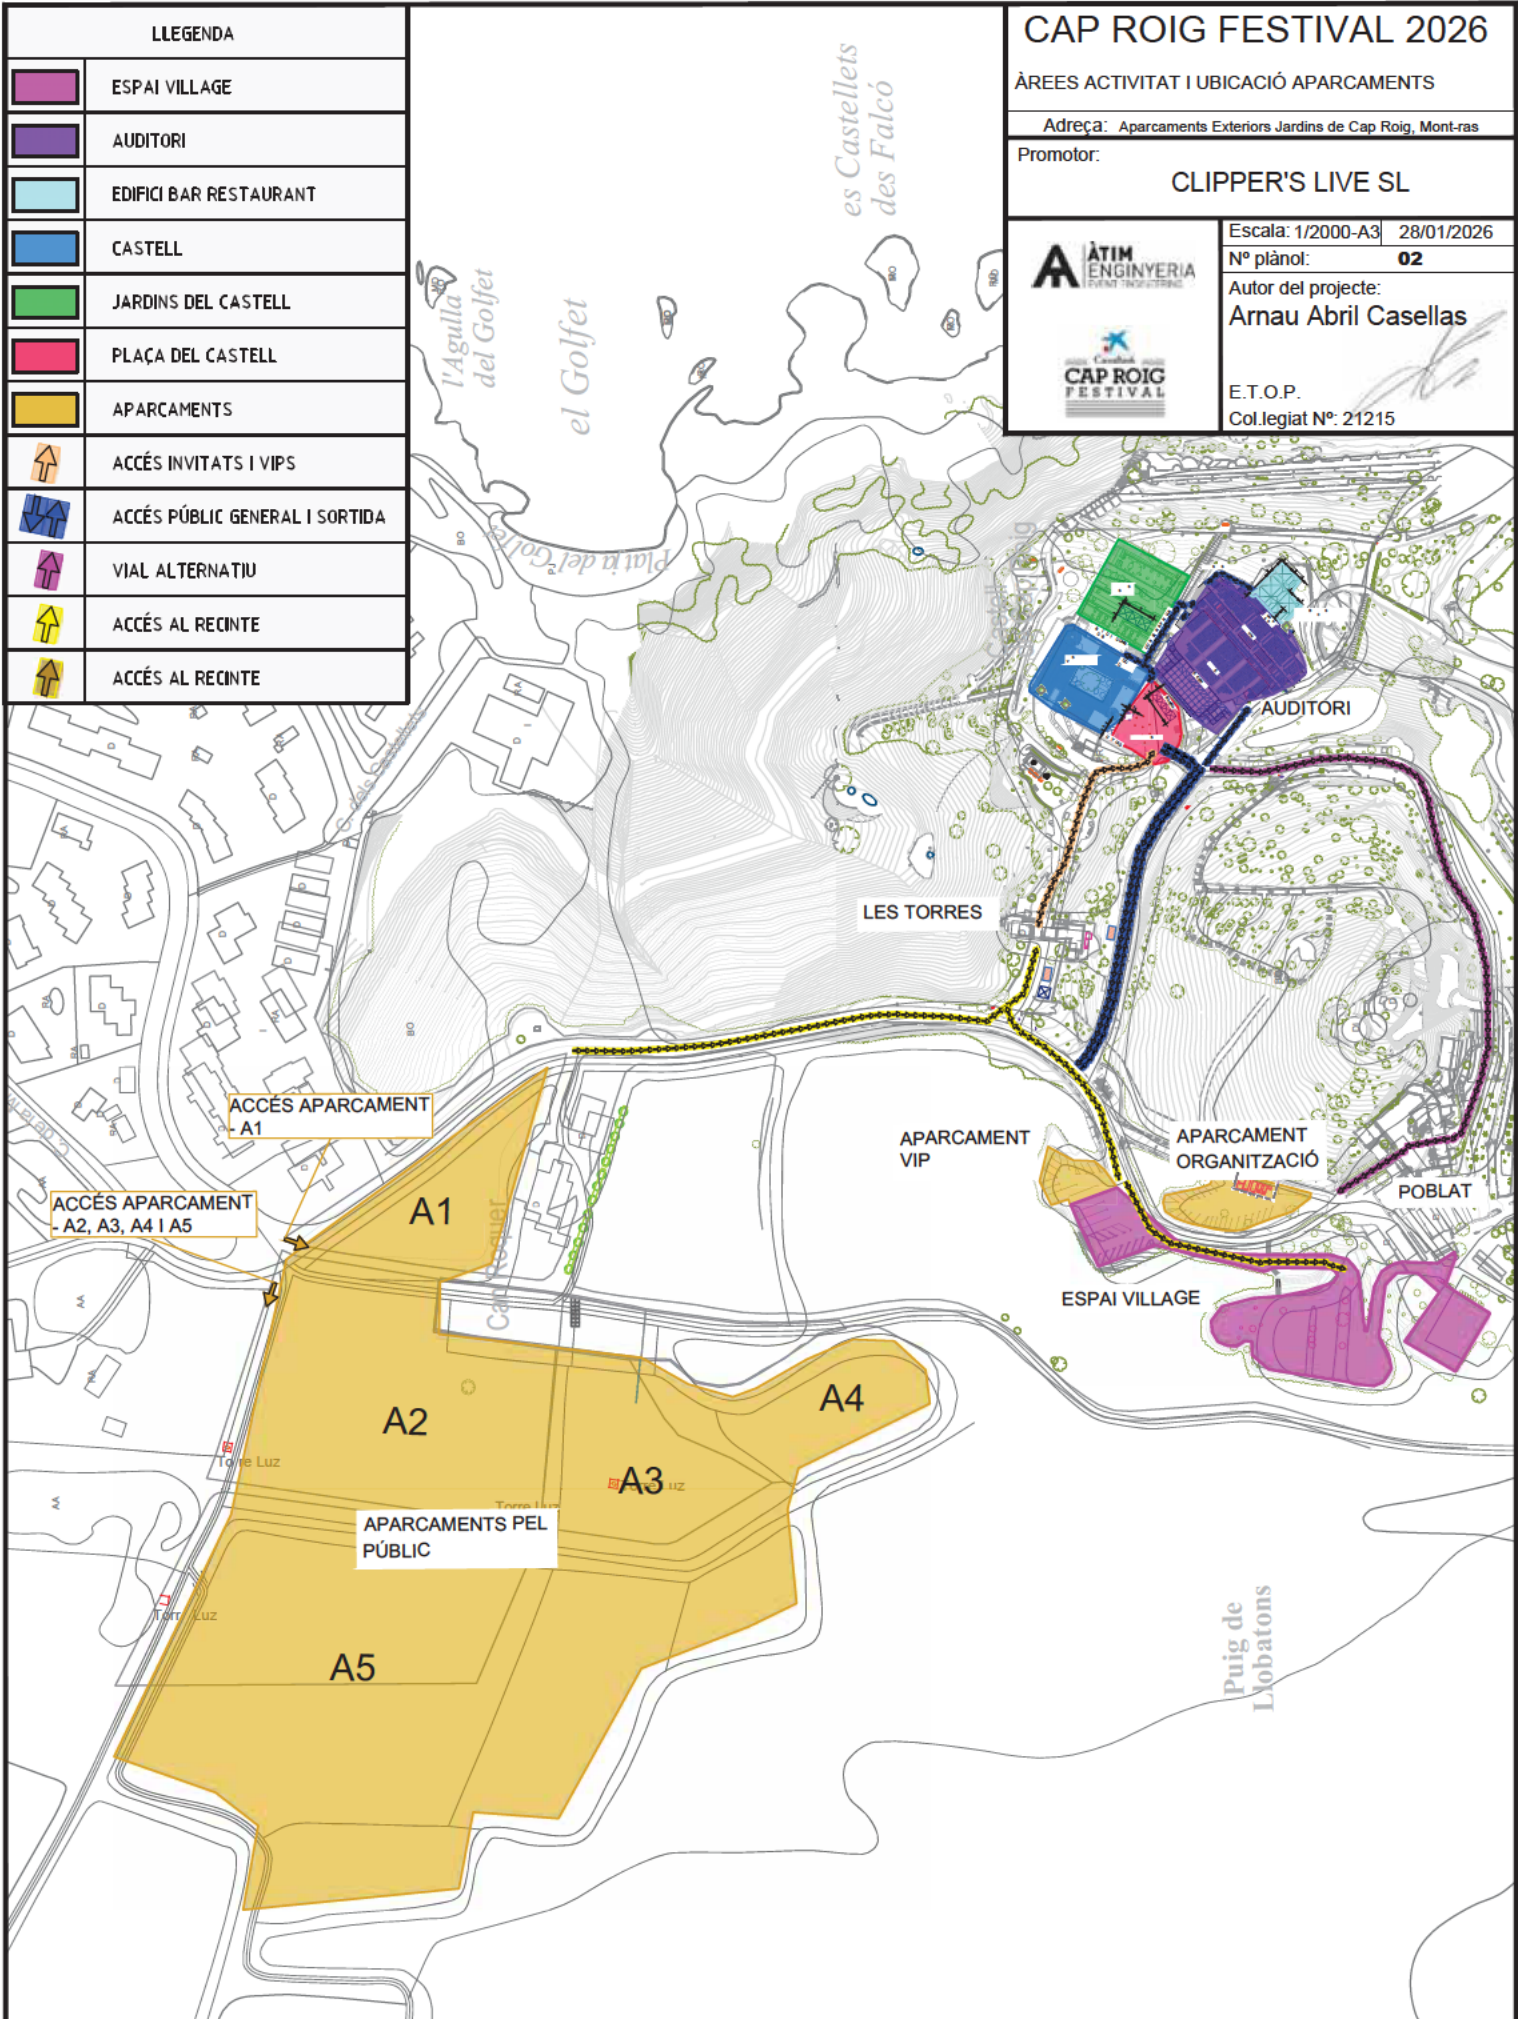 LLEGENDA
ESPAI VILLAGE
AUDITORI
EDIFICI BAR RESTAURANT
CASTELL
JARDINS DEL CASTELL
PLAÇA DEL CASTELL
APARCAMENTS
ACCÉS INVITATS I VIPS
ACCÉS PÚBLIC GENERAL I SORTIDA
VIAL ALTERNATIU
ACCÉS AL RECINTE
ACCÉS AL RECINTE
CAP ROIG FESTIVAL 2026
ÀREES ACTIVITAT I UBICACIÓ APARCAMENTS
Adreça: Aparcaments Exteriors Jardins de Cap Roig, Mont-ras
Promotor:
CLIPPER'S LIVE SL
ÀTIM
ENGINYERIA
CAP ROIG
FESTIVAL
Escala: 1/2000-A3 28/01/2026
Nº plànol: 02
Autor del projecte:
Arnau Abril Casellas
E.T.O.P.
Col.legiat Nº: 21215
es Castellets
des Falcó
l'Agulla
del Golfet
el Golfet
Platja del Golfet
C. dels Castellets
AUDITORI
LES TORRES
ACCÉS APARCAMENT
- A1
ACCÉS APARCAMENT
- A2, A3, A4 I A5
APARCAMENT
VIP
APARCAMENT
ORGANITZACIÓ
POBLAT
ESPAI VILLAGE
A1
A2
A3
A4
A5
Torre Luz
Torre Luz
APARCAMENTS PEL
PÚBLIC
Puig de
Llobatons